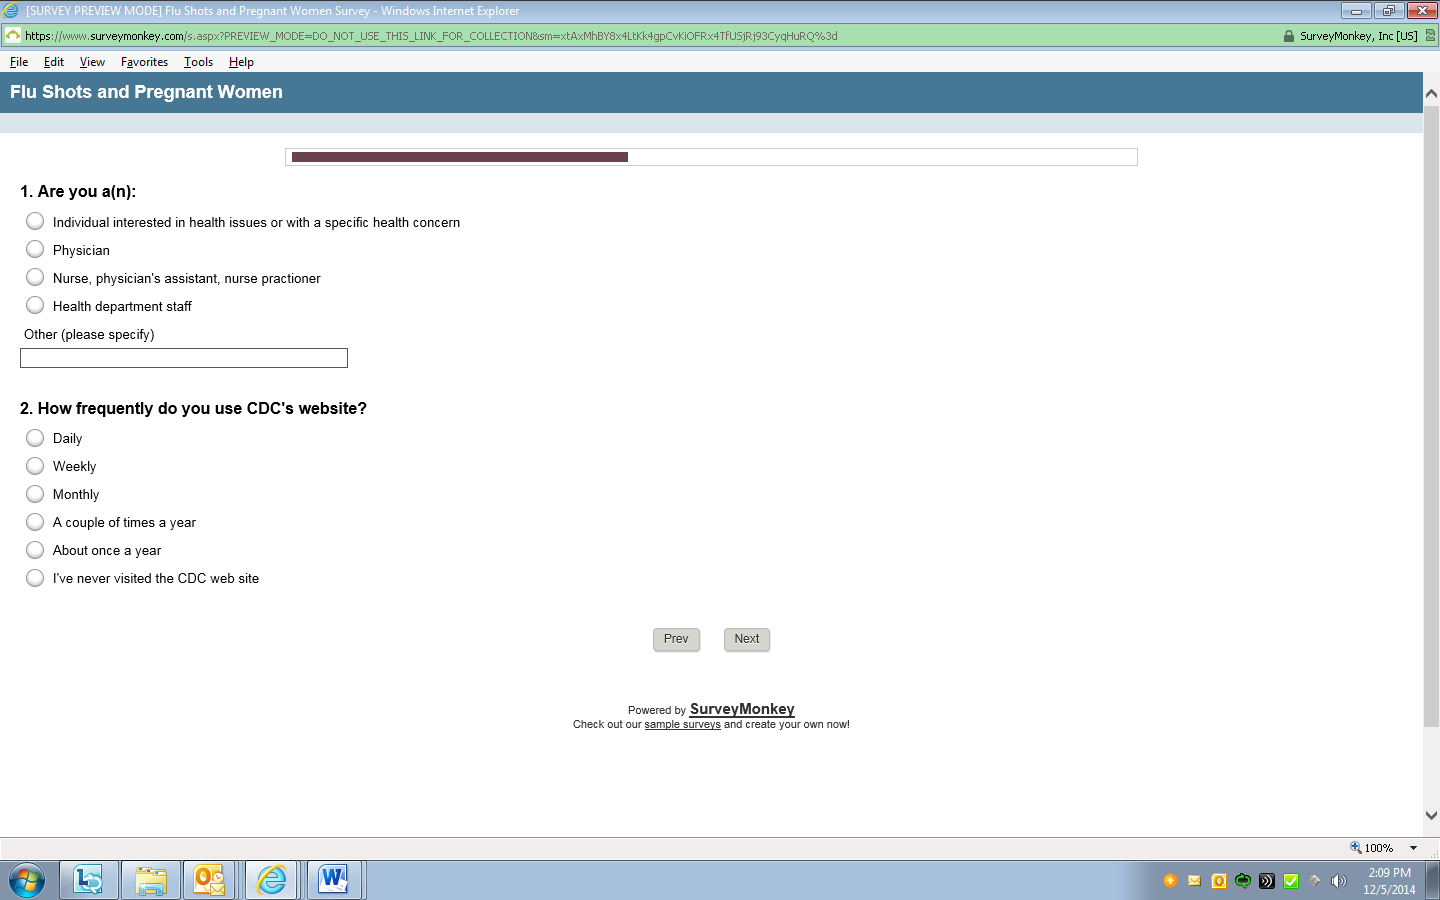 [SURVEY PREVIEW MODE] Flu Shots and Pregnant Women Survey - Windows Internet Explorer
https://www.surveymonkey.com/s.aspx?PREVIEW_MODE=DO_NOT_USE_THIS_LINK_FOR_COLLECTION&sm=xtAxMhBY8x4LtKk4gpCvKiOFRx4TfUSjRj93CyqHuRQ%3d
SurveyMonkey, Inc [US]
File Edit View Favorites Tools Help
Flu Shots and Pregnant Women
1. Are you a(n):
Individual interested in health issues or with a specific health concern
Physician
Nurse, physician's assistant, nurse practioner
Health department staff
Other (please specify)
2. How frequently do you use CDC's website?
Daily
Weekly
Monthly
A couple of times a year
About once a year
I've never visited the CDC web site
Prev Next
Powered by SurveyMonkey
Check out our sample surveys and create your own now!
100%
2:09 PM
12/5/2014